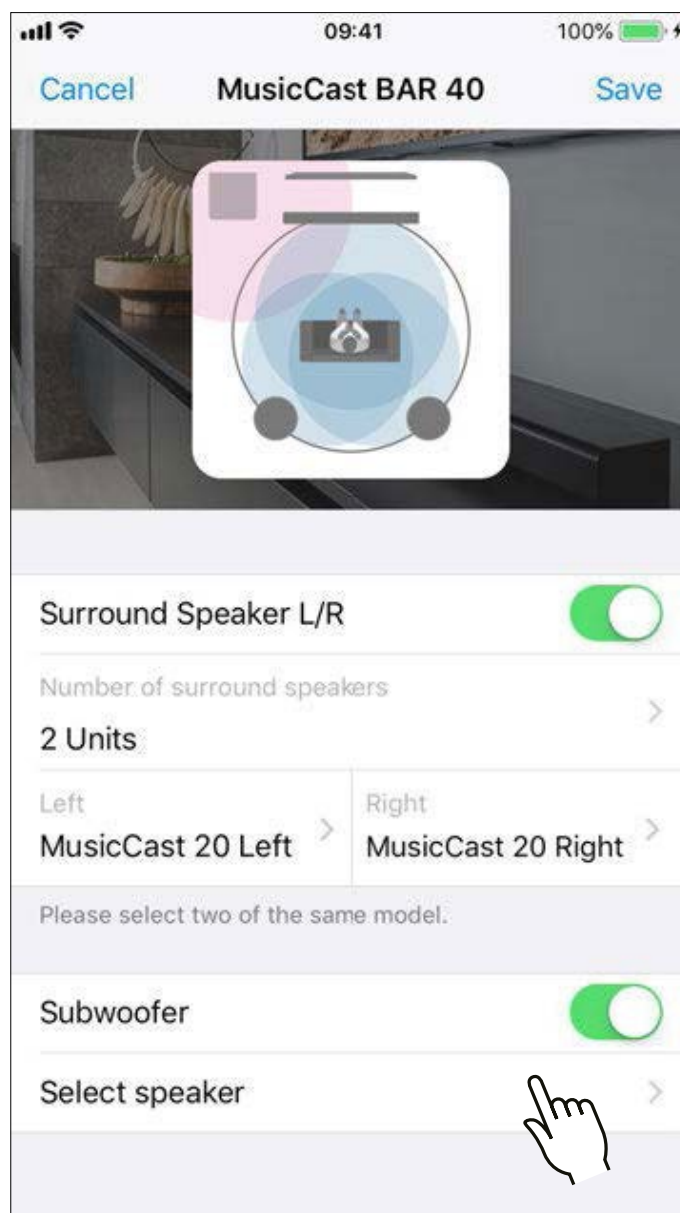 09:41
100%
Cancel MusicCast BAR 40 Save
Surround Speaker L/R
Number of surround speakers
2 Units
Left Right
MusicCast 20 Left MusicCast 20 Right
Please select two of the same model.
Subwoofer
Select speaker